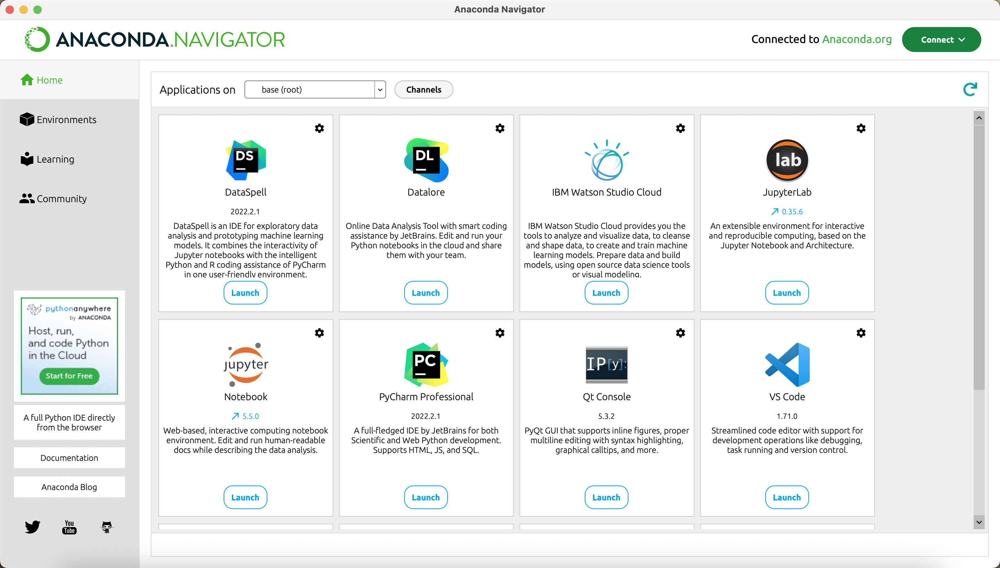 Anaconda Navigator
ANACONDA.NAVIGATOR
Connected to Anaconda.org
Connect
Home
Environments
Learning
Community
pythonanywhere
by ANACONDA
Host, run,
and code Python
in the Cloud
Start for Free
A full Python IDE directly
from the browser
Documentation
Anaconda Blog
You
Tube
Applications on
base (root)
Channels
DS
DataSpell
2022.2.1
DataSpell is an IDE for exploratory data
analysis and prototyping machine learning
models. It combines the interactivity of
Jupyter notebooks with the intelligent
Python and R coding assistance of PyCharm
in one user-friendly environment.
Launch
DL
Datalore
Online Data Analysis Tool with smart coding
assistance by JetBrains. Edit and run your
Python notebooks in the cloud and share
them with your team.
Launch
IBM Watson Studio Cloud
IBM Watson Studio Cloud provides you the
tools to analyze and visualize data, to cleanse
and shape data, to create and train machine
learning models. Prepare data and build
models, using open source data science tools
or visual modeling.
Launch
lab
JupyterLab
0.35.6
An extensible environment for interactive
and reproducible computing, based on the
Jupyter Notebook and Architecture.
Launch
jupyter
Notebook
5.5.0
Web-based, interactive computing notebook
environment. Edit and run human-readable
docs while describing the data analysis.
Launch
PC
PyCharm Professional
2022.2.1
A full-fledged IDE by JetBrains for both
Scientific and Web Python development.
Supports HTML, JS, and SQL.
Launch
IP[y]:
Qt Console
5.3.2
PyQt GUI that supports inline figures, proper
multiline editing with syntax highlighting,
graphical calltips, and more.
Launch
VS Code
1.71.0
Streamlined code editor with support for
development operations like debugging,
task running and version control.
Launch